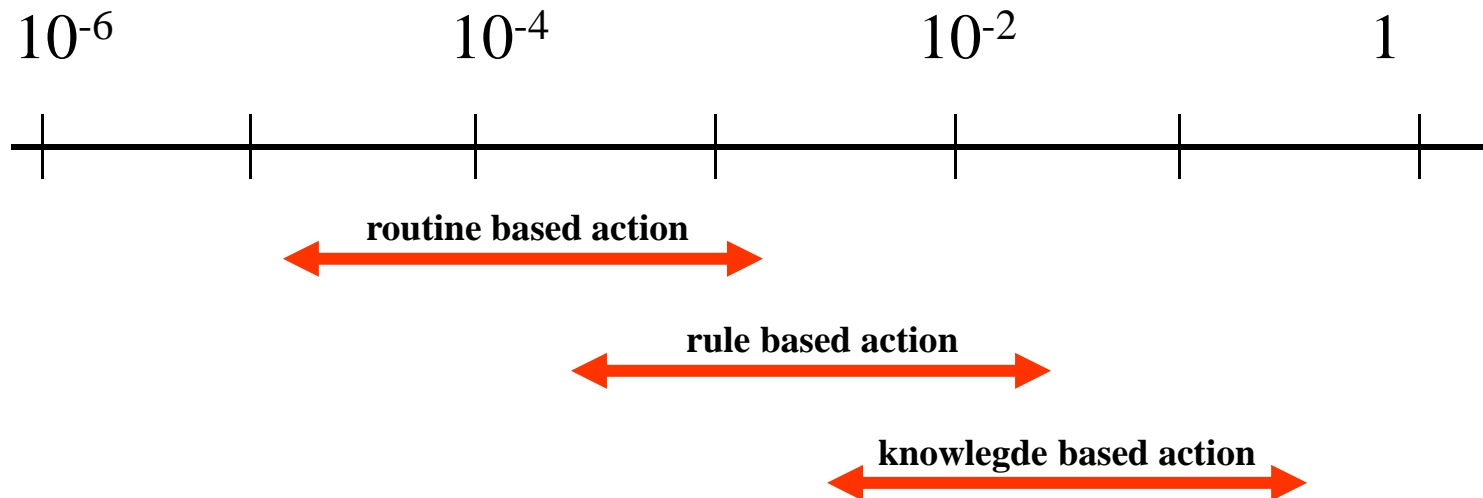 10⁻⁶ 10⁻⁴ 10⁻² 1
routine based action
rule based action
knowlegde based action